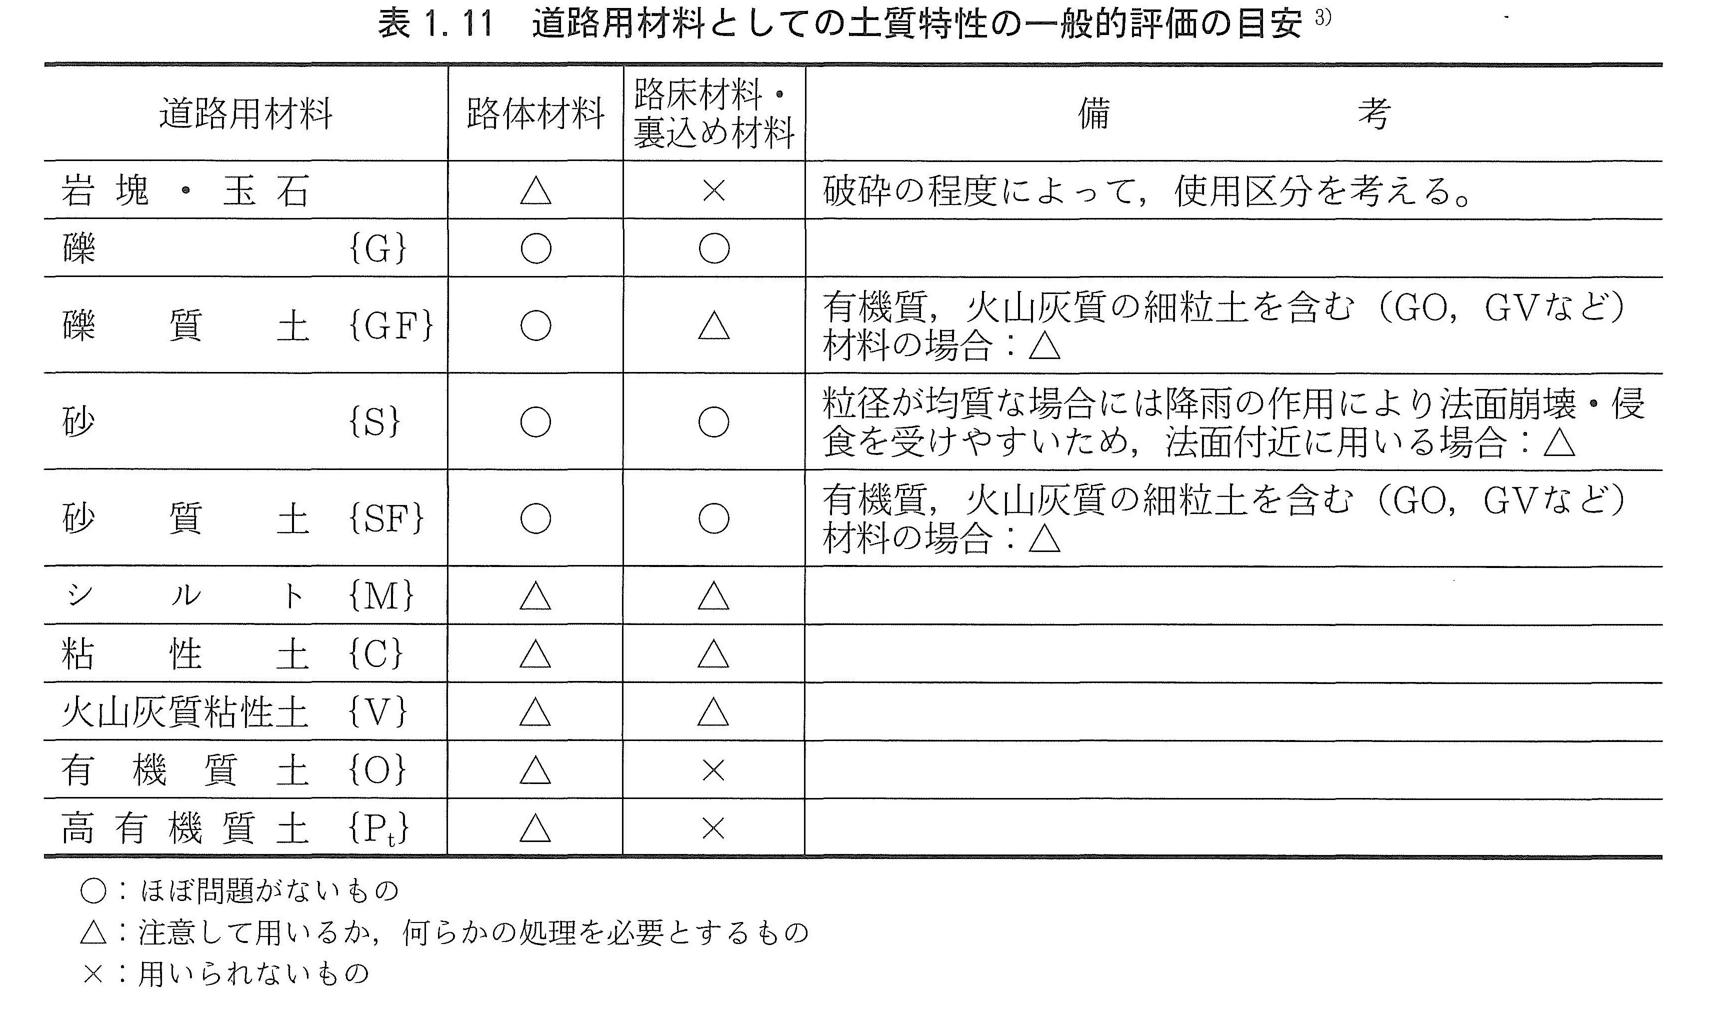 表 1. 11　道路用材料としての土質特性の一般的評価の目安 3)
道路用材料　路体材料　路床材料・
裏込め材料　備考
岩塊・玉石　△　×　破砕の程度によって，使用区分を考える。
礫　{G}　○　○
礫質土　{GF}　○　△　有機質，火山灰質の細粒土を含む（GO，GVなど）
材料の場合：△
砂　{S}　○　○　粒径が均質な場合には降雨の作用により法面崩壊・侵
食を受けやすいため，法面付近に用いる場合：△
砂質土　{SF}　○　○　有機質，火山灰質の細粒土を含む（GO，GVなど）
材料の場合：△
シルト　{M}　△　△
粘性土　{C}　△　△
火山灰質粘性土　{V}　△　△
有機質土　{O}　△　×
高有機質土　{Pt}　△　×
○：ほぼ問題がないもの
△：注意して用いるか，何らかの処理を必要とするもの
×：用いられないもの